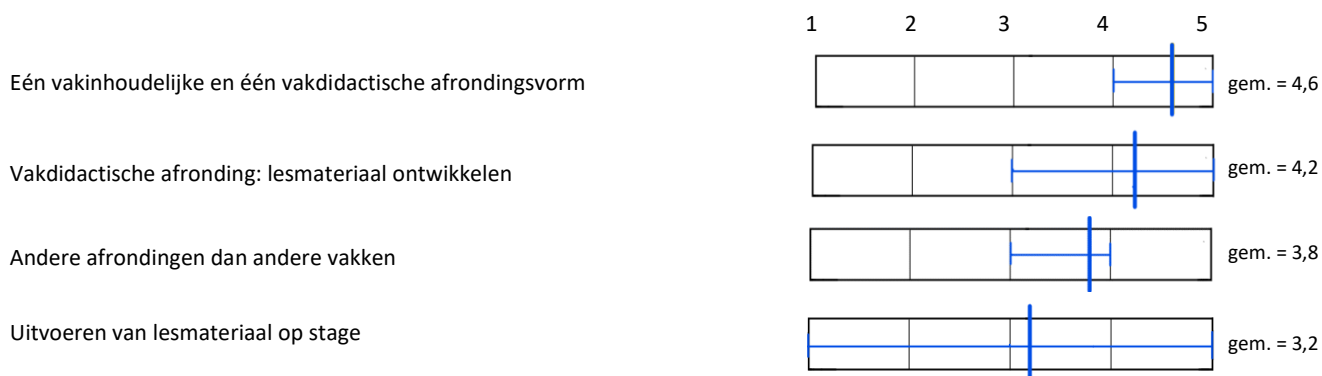 1 2 3 4 5
Eén vakinhoudelijke en één vakdidactische afrondingsvorm gem. = 4,6
Vakdidactische afronding: lesmateriaal ontwikkelen gem. = 4,2
Andere afrondingen dan andere vakken gem. = 3,8
Uitvoeren van lesmateriaal op stage gem. = 3,2